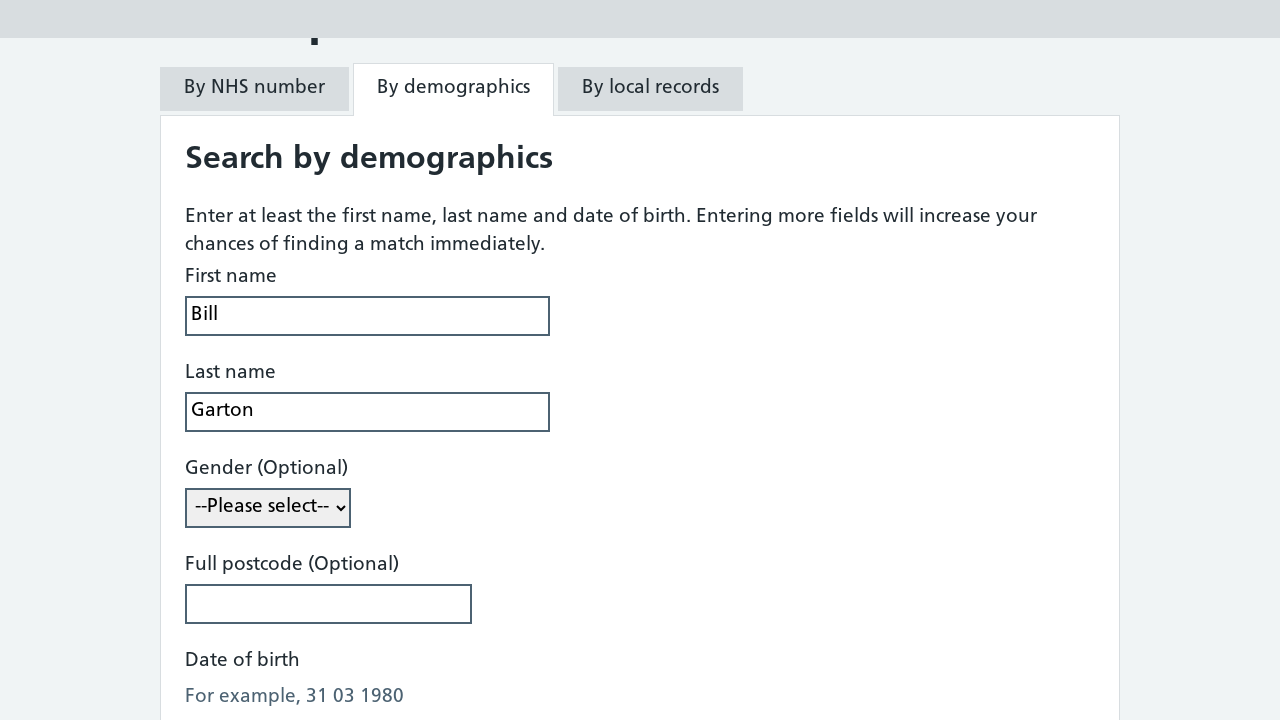 By NHS number
By demographics
By local records
Search by demographics
Enter at least the first name, last name and date of birth. Entering more fields will increase your
chances of finding a match immediately.
First name
Bill
Last name
Garton
Gender (Optional)
--Please select--
Full postcode (Optional)
Date of birth
For example, 31 03 1980